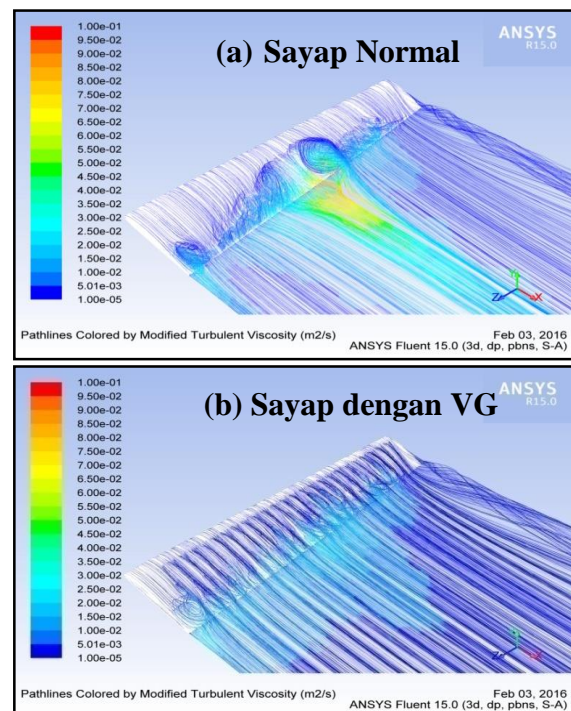 ANSYS
R15.0
(a) Sayap Normal
1.00e-01
9.50e-02
9.00e-02
8.50e-02
8.00e-02
7.50e-02
7.00e-02
6.50e-02
6.00e-02
5.50e-02
5.00e-02
4.50e-02
4.00e-02
3.50e-02
3.00e-02
2.50e-02
2.00e-02
1.50e-02
1.00e-02
5.01e-03
1.00e-05
Y
Z X
Pathlines Colored by Modified Turbulent Viscosity (m2/s)
Feb 03, 2016
ANSYS Fluent 15.0 (3d, dp, pbns, S-A)
ANSYS
R15.0
(b) Sayap dengan VG
1.00e-01
9.50e-02
9.00e-02
8.50e-02
8.00e-02
7.50e-02
7.00e-02
6.50e-02
6.00e-02
5.50e-02
5.00e-02
4.50e-02
4.00e-02
3.50e-02
3.00e-02
2.50e-02
2.00e-02
1.50e-02
1.00e-02
5.01e-03
1.00e-05
Y
Z X
Pathlines Colored by Modified Turbulent Viscosity (m2/s)
Feb 03, 2016
ANSYS Fluent 15.0 (3d, dp, pbns, S-A)